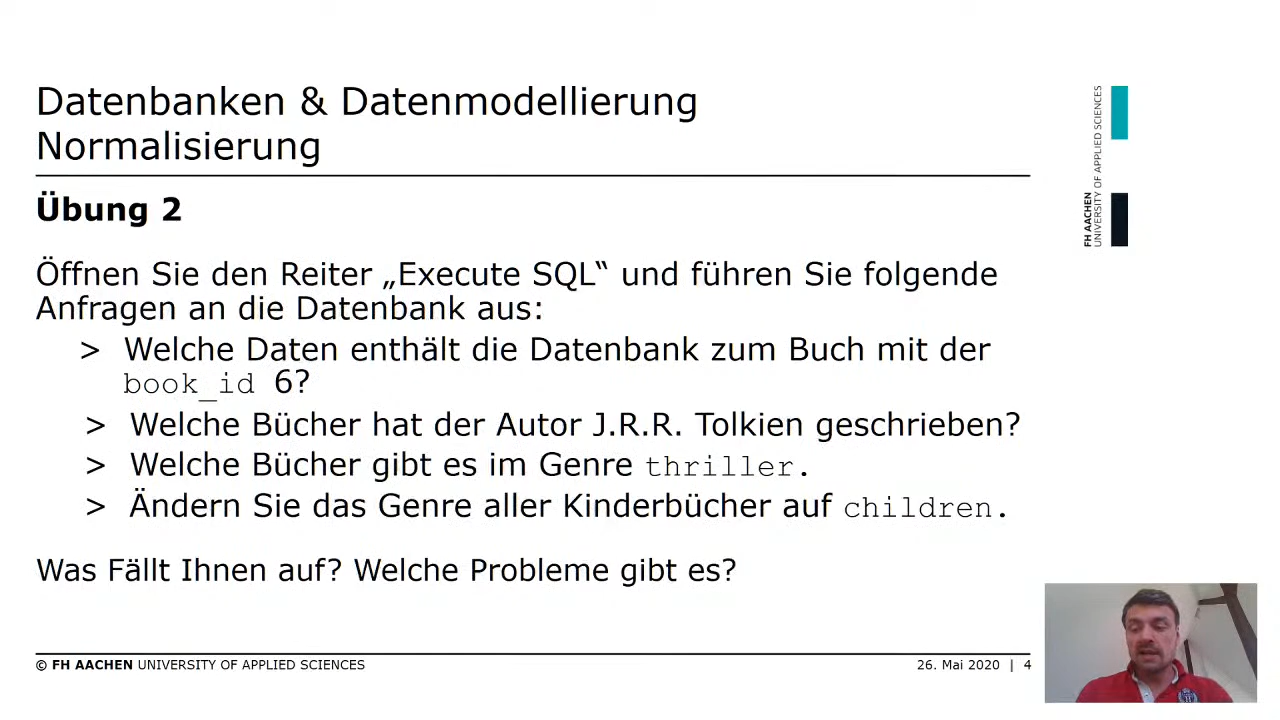 Datenbanken & Datenmodellierung
Normalisierung
FH AACHEN
UNIVERSITY OF APPLIED SCIENCES
Übung 2
Öffnen Sie den Reiter „Execute SQL‟ und führen Sie folgende
Anfragen an die Datenbank aus:
> Welche Daten enthält die Datenbank zum Buch mit der
book_id 6?
> Welche Bücher hat der Autor J.R.R. Tolkien geschrieben?
> Welche Bücher gibt es im Genre thriller.
> Ändern Sie das Genre aller Kinderbücher auf children.
Was Fällt Ihnen auf? Welche Probleme gibt es?
© FH AACHEN UNIVERSITY OF APPLIED SCIENCES
26. Mai 2020 | 4